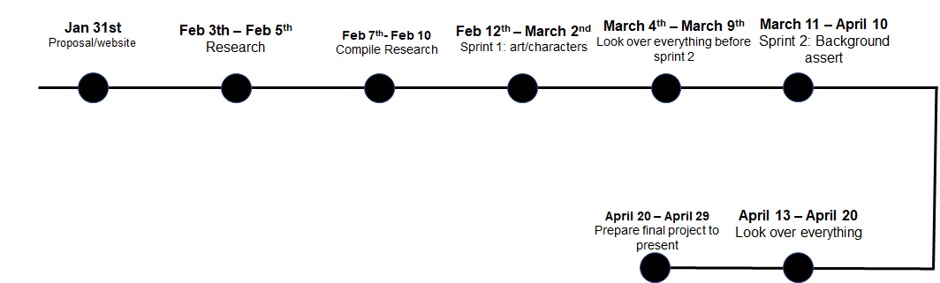 Jan 31st
Proposal/website
Feb 3th – Feb 5th
Research
Feb 7th- Feb 10
Compile Research
Feb 12th – March 2nd
Sprint 1: art/characters
March 4th – March 9th
Look over everything before
sprint 2
March 11 – April 10
Sprint 2: Background
assert
April 13 – April 20
Look over everything
April 20 – April 29
Prepare final project to
present